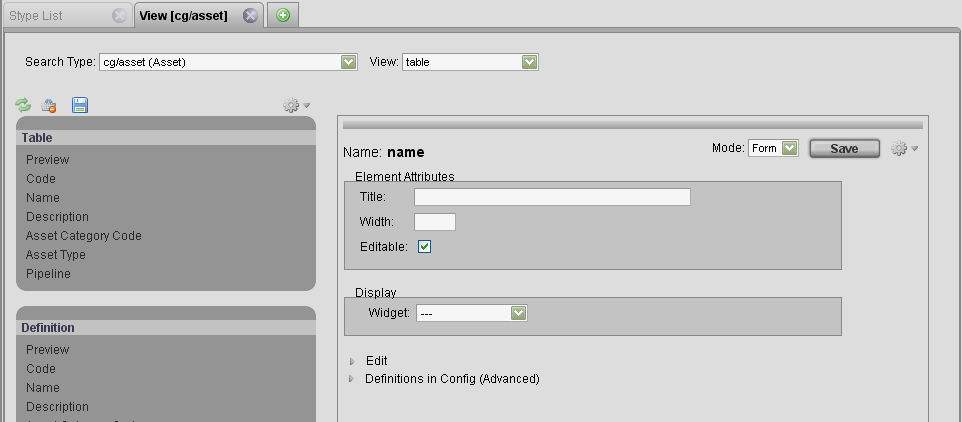 Stype List
View [cg/asset]
Search Type: cg/asset (Asset) View: table
Table
Preview
Code
Name
Description
Asset Category Code
Asset Type
Pipeline
Definition
Preview
Code
Name
Description
Name: name Mode: Form Save
Element Attributes
Title:
Width:
Editable:
Display
Widget: ---
Edit
Definitions in Config (Advanced)